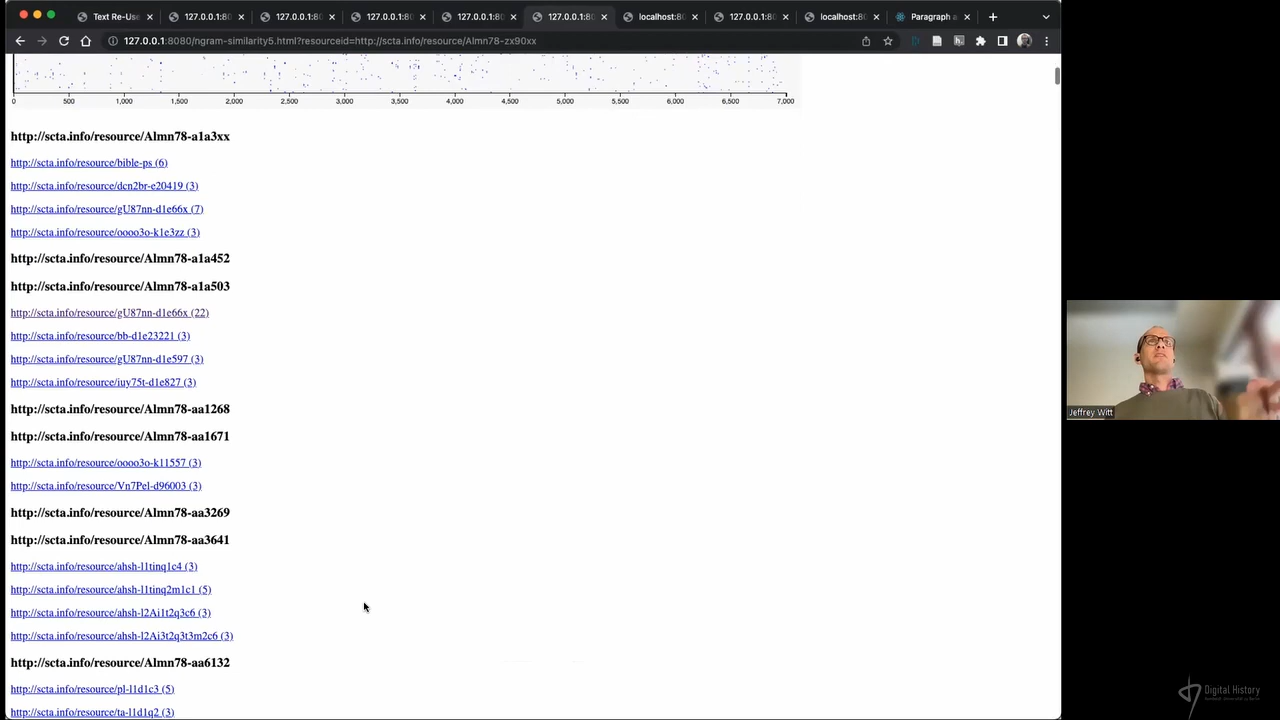 Text Re-Use
127.0.0.1:80
127.0.0.1:80
127.0.0.1:80
127.0.0.1:80
127.0.0.1:80
localhost:80
127.0.0.1:80
localhost:80
Paragraph a
127.0.0.1:8080/ngram-similarity5.html?resourceid=http://scta.info/resource/Almn78-zx90xx
0 500 1,000 1,500 2,000 2,500 3,000 3,500 4,000 4,500 5,000 5,500 6,000 6,500 7,000
http://scta.info/resource/Almn78-a1a3xx
http://scta.info/resource/bible-ps (6)
http://scta.info/resource/dcn2br-e20419 (3)
http://scta.info/resource/gU87nn-d1e66x (7)
http://scta.info/resource/oooo3o-k1e3zz (3)
http://scta.info/resource/Almn78-a1a452
http://scta.info/resource/Almn78-a1a503
http://scta.info/resource/gU87nn-d1e66x (22)
http://scta.info/resource/bb-d1e23221 (3)
http://scta.info/resource/gU87nn-d1e597 (3)
http://scta.info/resource/iuy75t-d1e827 (3)
http://scta.info/resource/Almn78-aa1268
http://scta.info/resource/Almn78-aa1671
http://scta.info/resource/oooo3o-k11557 (3)
http://scta.info/resource/Vn7Pel-d96003 (3)
http://scta.info/resource/Almn78-aa3269
http://scta.info/resource/Almn78-aa3641
http://scta.info/resource/ahsh-l1tinq1c4 (3)
http://scta.info/resource/ahsh-l1tinq2m1c1 (5)
http://scta.info/resource/ahsh-l2Ai1t2q3c6 (3)
http://scta.info/resource/ahsh-l2Ai3t2q3t3m2c6 (3)
http://scta.info/resource/Almn78-aa6132
http://scta.info/resource/pl-l1d1c3 (5)
http://scta.info/resource/ta-l1d1q2 (3)
Jeffrey Witt
Digital History